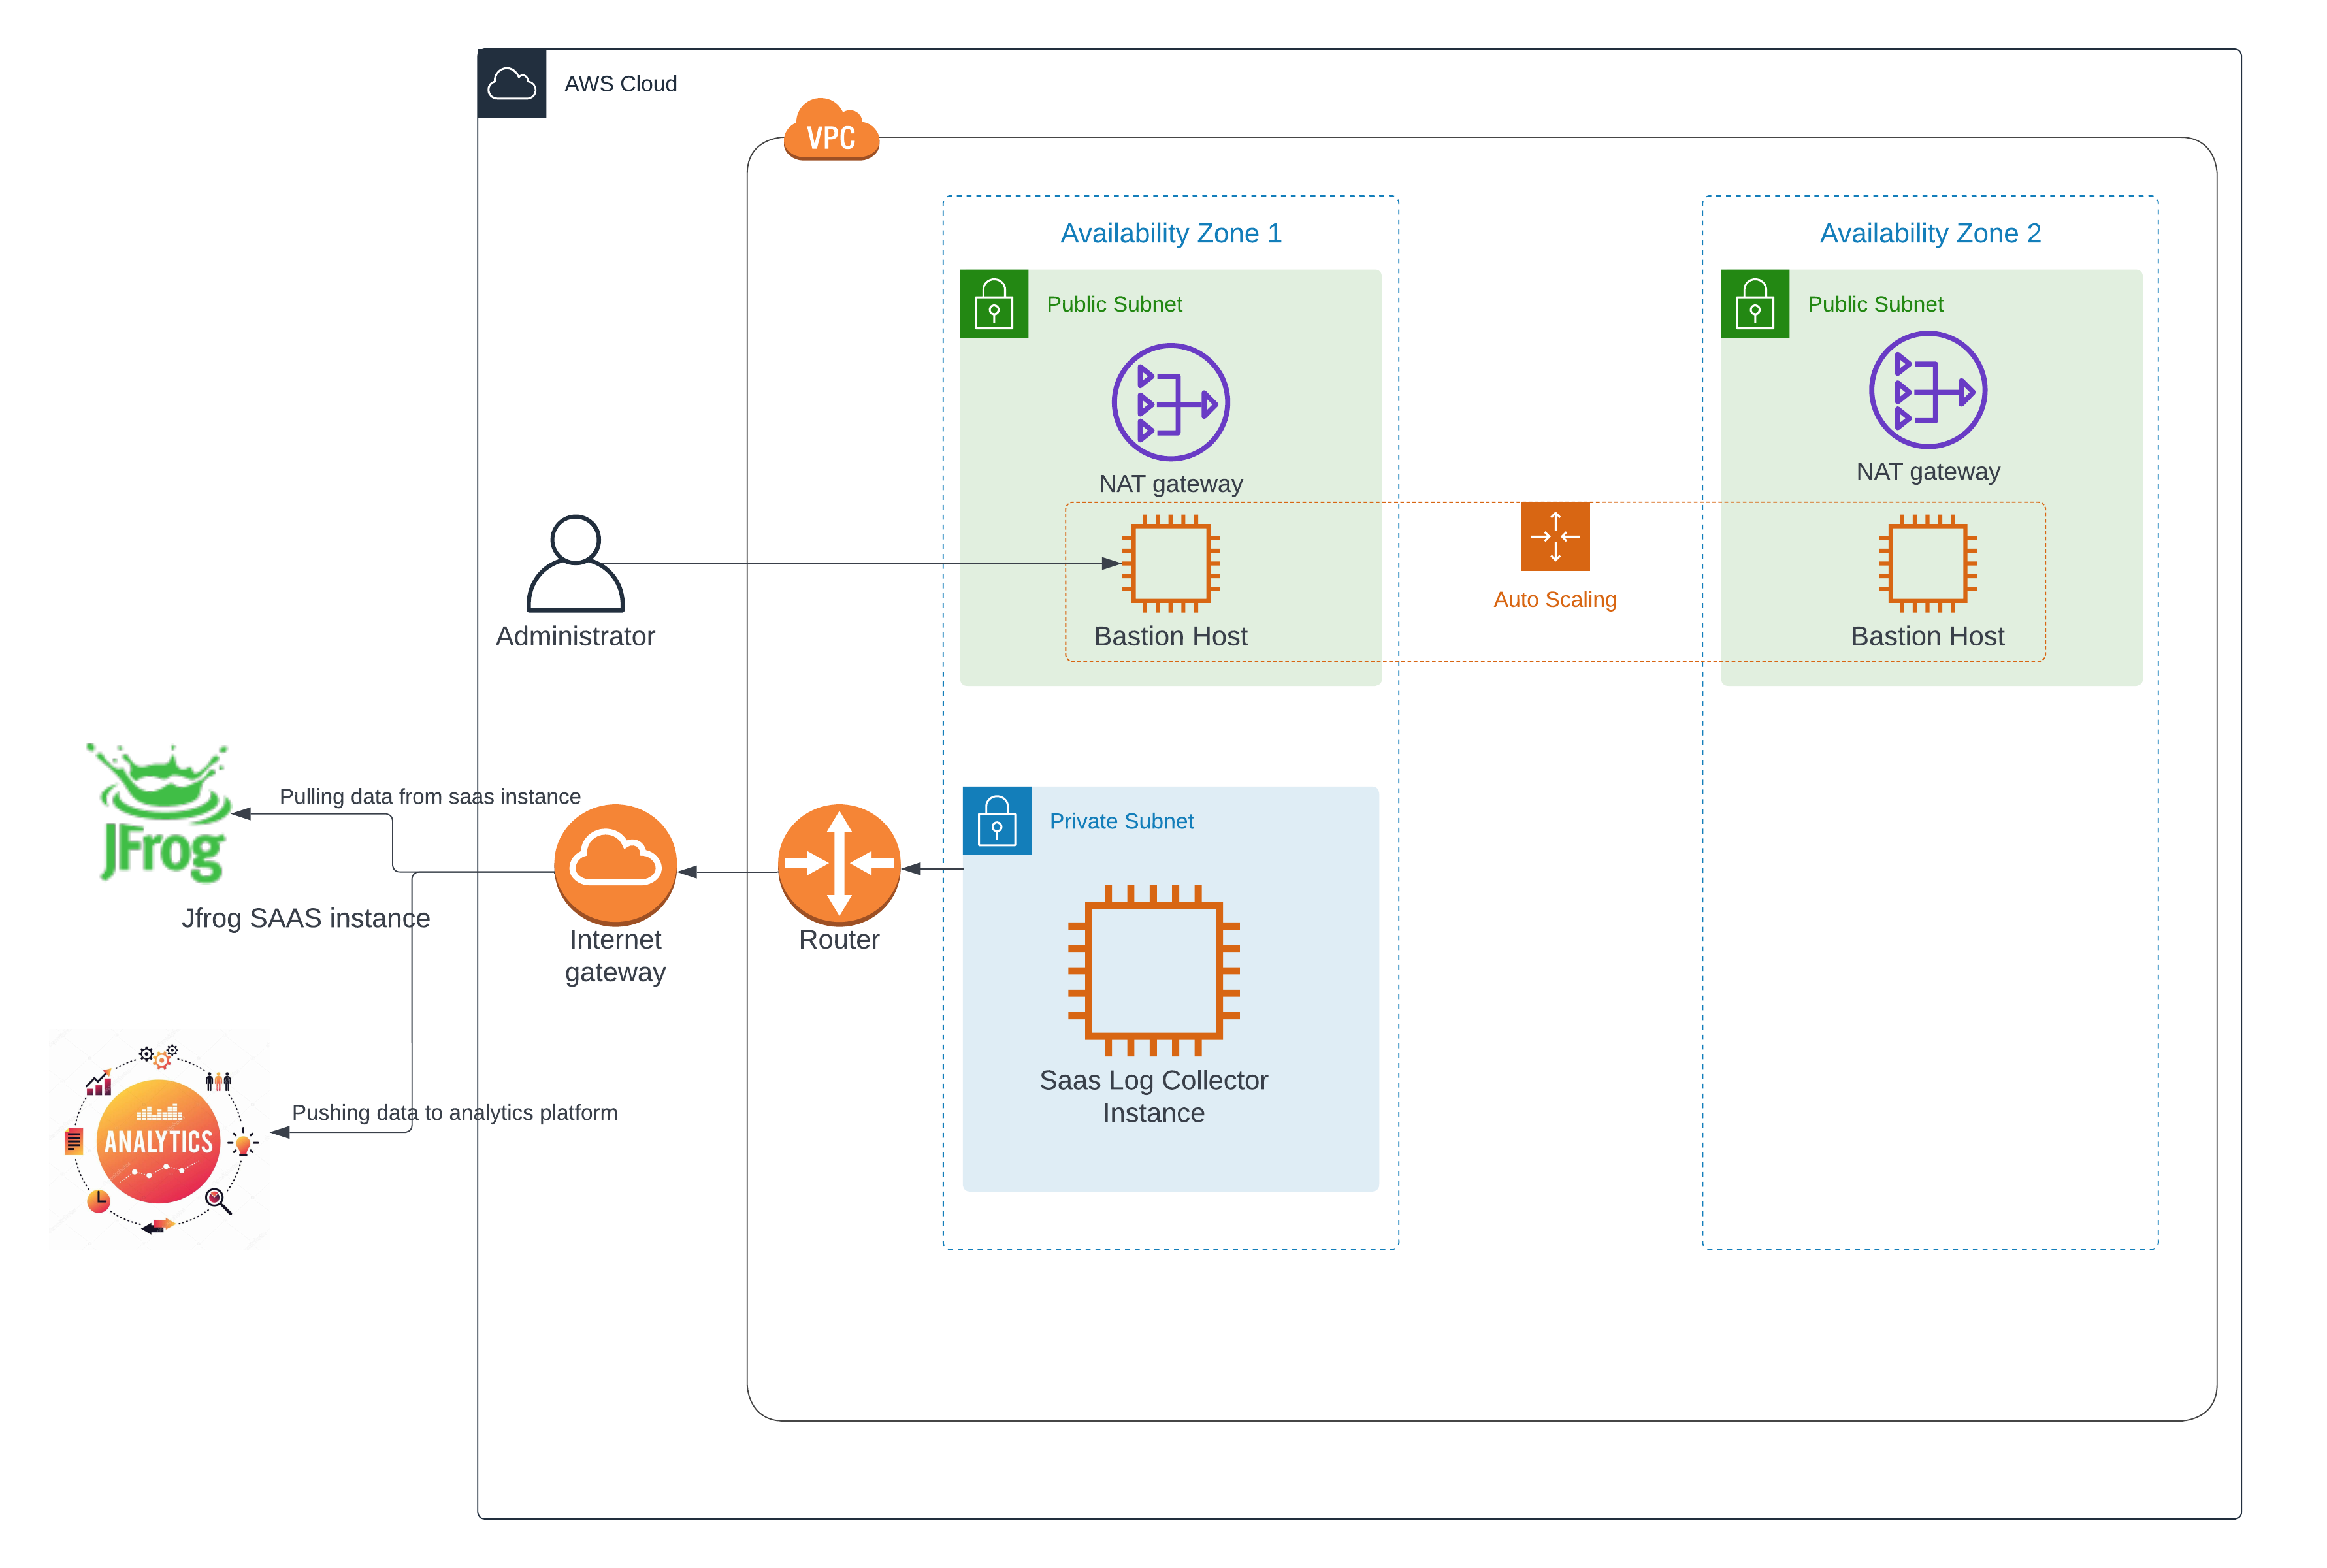 AWS Cloud
VPC
Availability Zone 1
Availability Zone 2
Public Subnet
Public Subnet
NAT gateway
NAT gateway
Auto Scaling
Administrator
Bastion Host
Bastion Host
Pulling data from saas instance
JFrog
Jfrog SAAS instance
Internet
gateway
Router
Private Subnet
Saas Log Collector
Instance
Pushing data to analytics platform
ANALYTICS